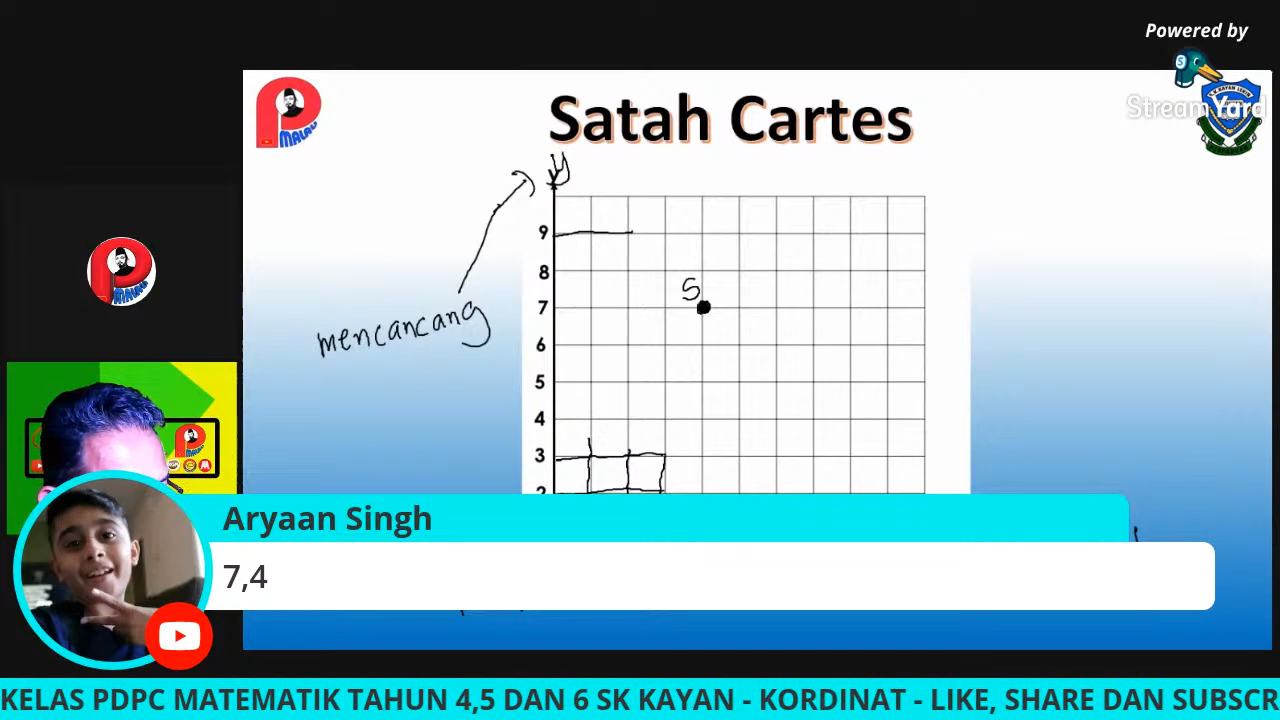 Powered by
StreamYard
MALAU
Satah Cartes
y
9
S
8
7
mencancang
6
5
4
3
2
Aryaan Singh
7,4
KELAS PDPC MATEMATIK TAHUN 4,5 DAN 6 SK KAYAN - KORDINAT - LIKE, SHARE DAN SUBSCR